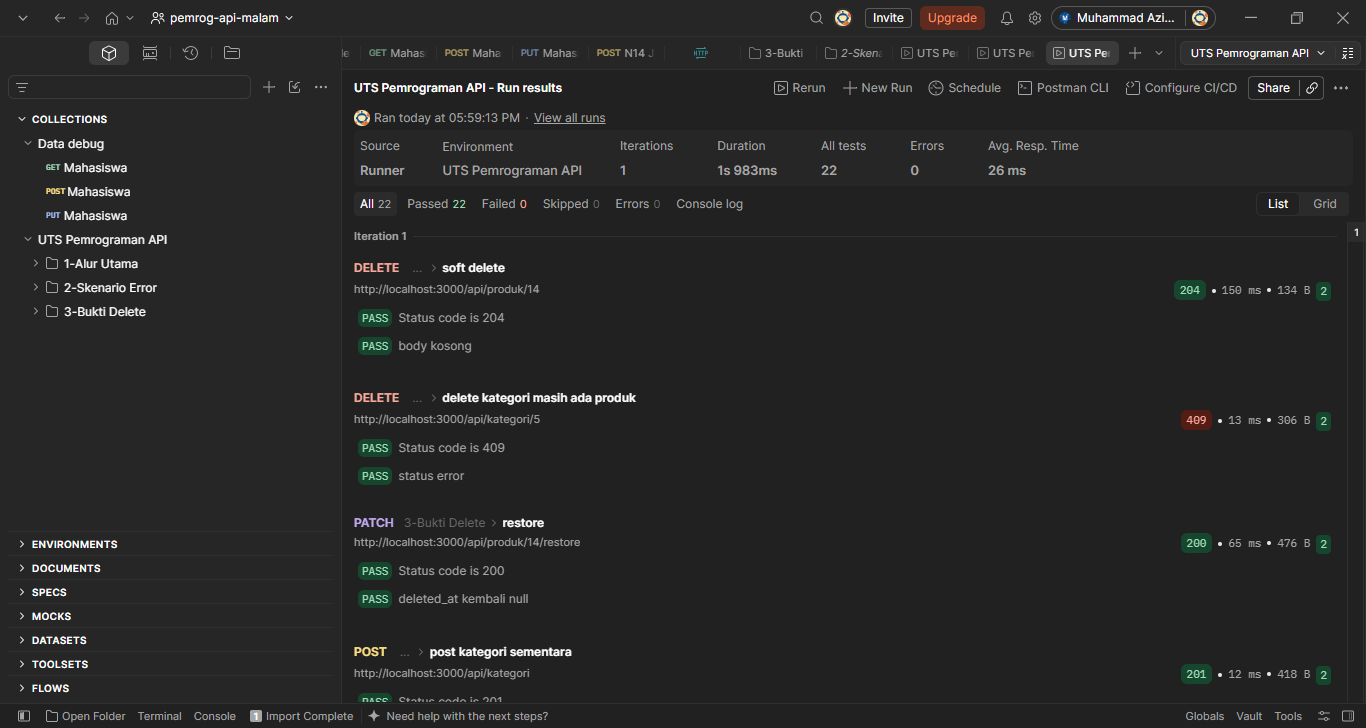 pemrog-api-malam
Invite
Upgrade
Muhammad Azi...
GET Mahas
POST Maha
PUT Mahas
POST N14 J
HTTP
3-Bukti
2-Skena
UTS Pe
UTS Pe
UTS Pe
UTS Pemrograman API
UTS Pemrograman API - Run results
Rerun
New Run
Schedule
Postman CLI
Configure CI/CD
Share
COLLECTIONS
Data debug
GET Mahasiswa
POST Mahasiswa
PUT Mahasiswa
UTS Pemrograman API
1-Alur Utama
2-Skenario Error
3-Bukti Delete
ENVIRONMENTS
DOCUMENTS
SPECS
MOCKS
DATASETS
TOOLSETS
FLOWS
Ran today at 05:59:13 PM · View all runs
Source Environment Iterations Duration All tests Errors Avg. Resp. Time
Runner UTS Pemrograman API 1 1s 983ms 22 0 26 ms
All 22 Passed 22 Failed 0 Skipped 0 Errors 0 Console log List Grid
Iteration 1
1
DELETE ... > soft delete
http://localhost:3000/api/produk/14
204 • 150 ms • 134 B 2
PASS Status code is 204
PASS body kosong
DELETE ... > delete kategori masih ada produk
http://localhost:3000/api/kategori/5
409 • 13 ms • 306 B 2
PASS Status code is 409
PASS status error
PATCH 3-Bukti Delete > restore
http://localhost:3000/api/produk/14/restore
200 • 65 ms • 476 B 2
PASS Status code is 200
PASS deleted_at kembali null
POST ... > post kategori sementara
http://localhost:3000/api/kategori
201 • 12 ms • 418 B 2
PASS Status code is 201
Open Folder Terminal Console 1 Import Complete Need help with the next steps? Globals Vault Tools